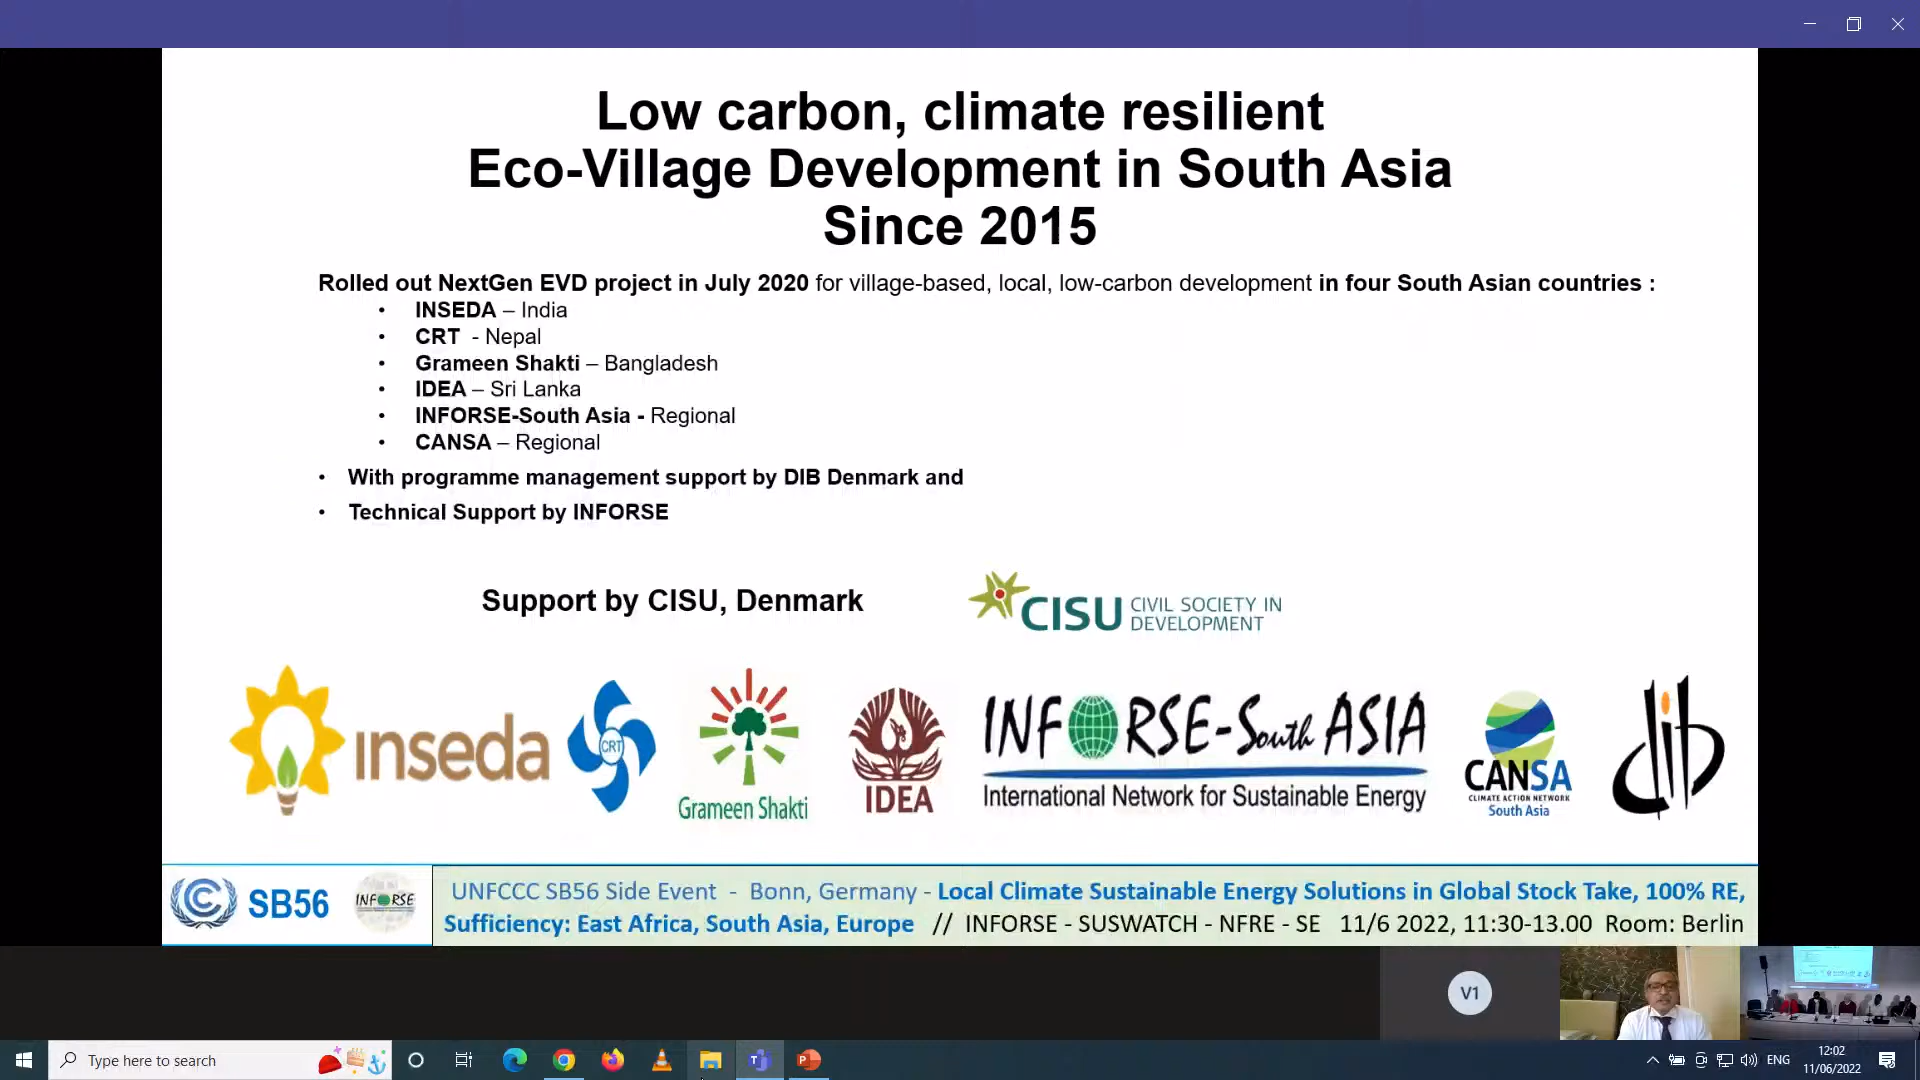 Low carbon, climate resilient
Eco-Village Development in South Asia
Since 2015
Rolled out NextGen EVD project in July 2020 for village-based, local, low-carbon development in four South Asian countries :
• INSEDA – India
• CRT - Nepal
• Grameen Shakti – Bangladesh
• IDEA – Sri Lanka
• INFORSE-South Asia - Regional
• CANSA – Regional
• With programme management support by DIB Denmark and
• Technical Support by INFORSE
Support by CISU, Denmark
CISU CIVIL SOCIETY IN
DEVELOPMENT
inseda
CRT
Grameen Shakti
IDEA
INFORSE-South ASIA
International Network for Sustainable Energy
CANSA
CLIMATE ACTION NETWORK
South Asia
dib
SB56
INFORSE
UNFCCC SB56 Side Event - Bonn, Germany - Local Climate Sustainable Energy Solutions in Global Stock Take, 100% RE,
Sufficiency: East Africa, South Asia, Europe // INFORSE - SUSWATCH - NFRE - SE 11/6 2022, 11:30-13.00 Room: Berlin
V1
Type here to search
ENG
12:02
11/06/2022